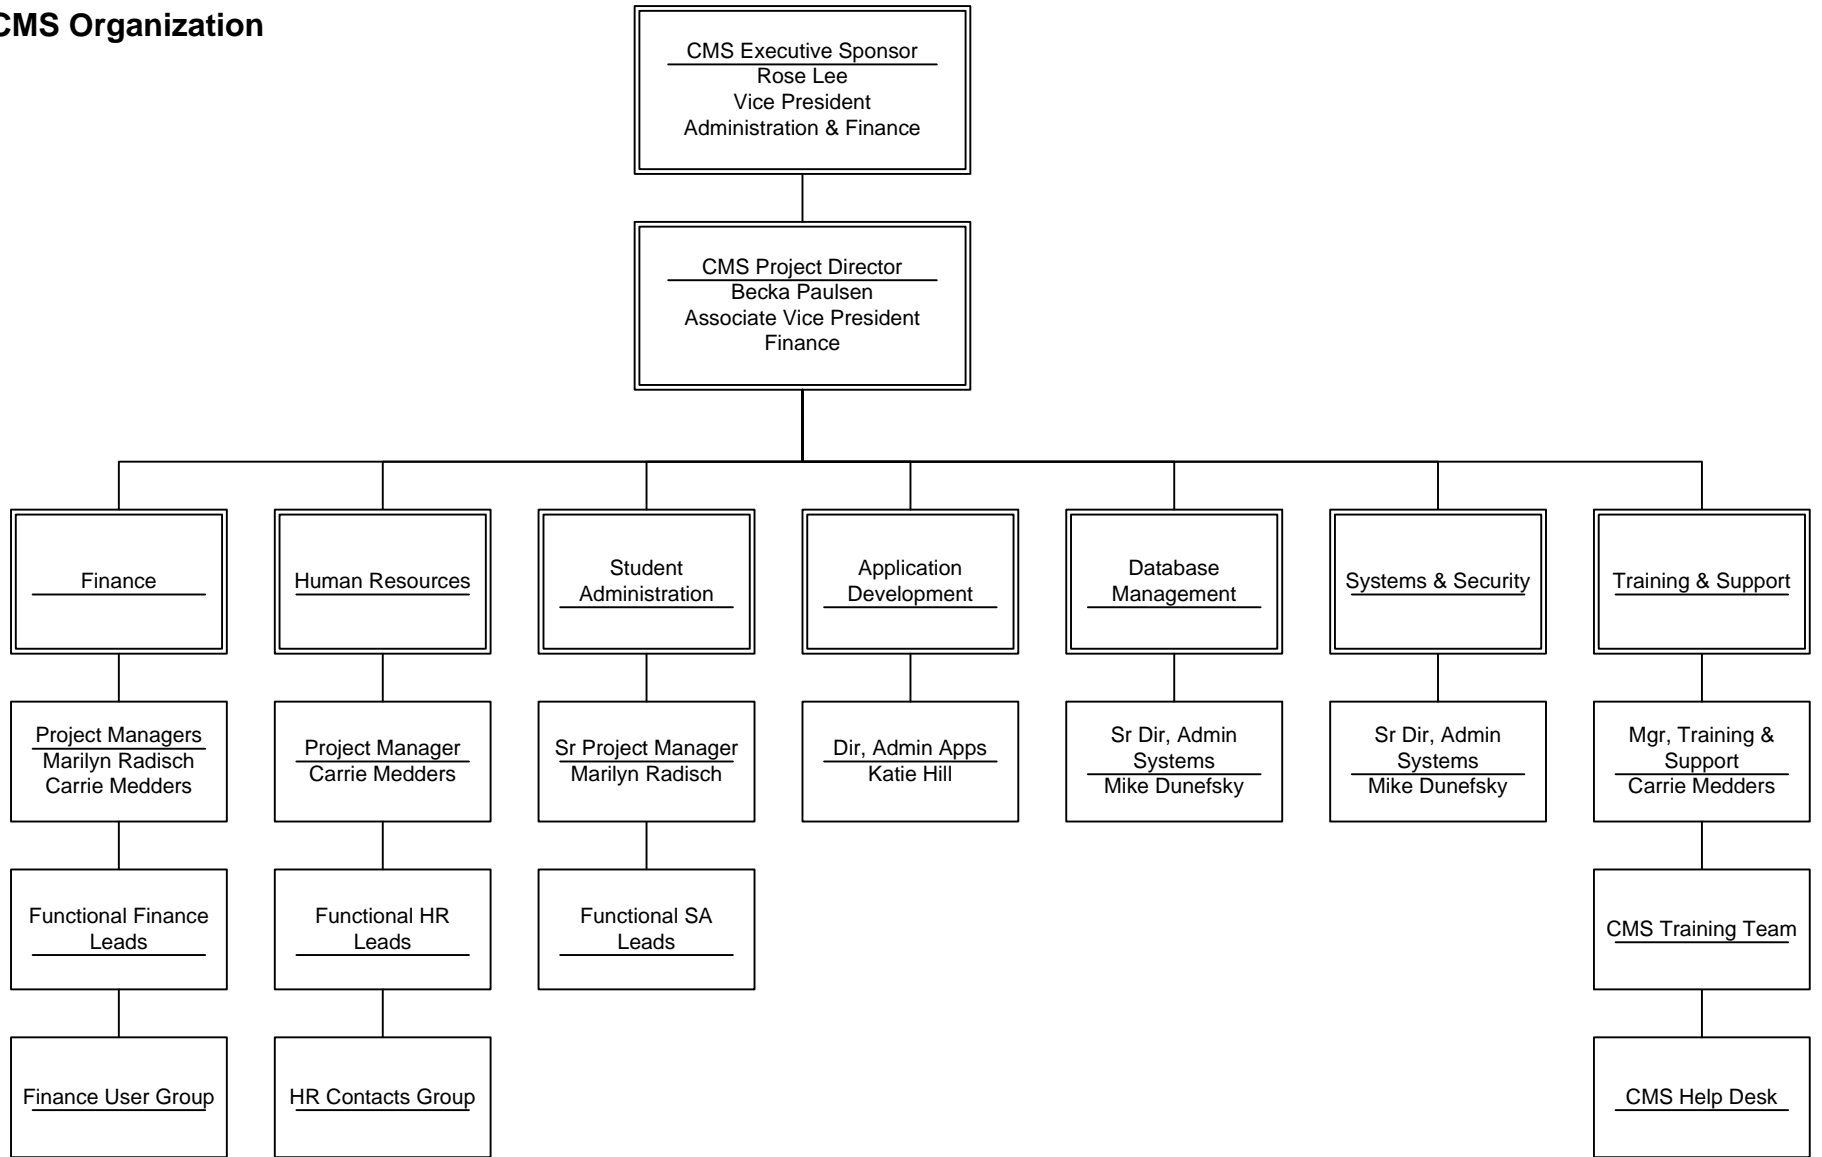 CMS Organization
CMS Executive Sponsor
Rose Lee
Vice President
Administration & Finance
CMS Project Director
Becka Paulsen
Associate Vice President
Finance
Finance
Human Resources
Student
Administration
Application
Development
Database
Management
Systems & Security
Training & Support
Project Managers
Marilyn Radisch
Carrie Medders
Project Manager
Carrie Medders
Sr Project Manager
Marilyn Radisch
Dir, Admin Apps
Katie Hill
Sr Dir, Admin
Systems
Mike Dunefsky
Sr Dir, Admin
Systems
Mike Dunefsky
Mgr, Training &
Support
Carrie Medders
Functional Finance
Leads
Functional HR
Leads
Functional SA
Leads
CMS Training Team
Finance User Group
HR Contacts Group
CMS Help Desk